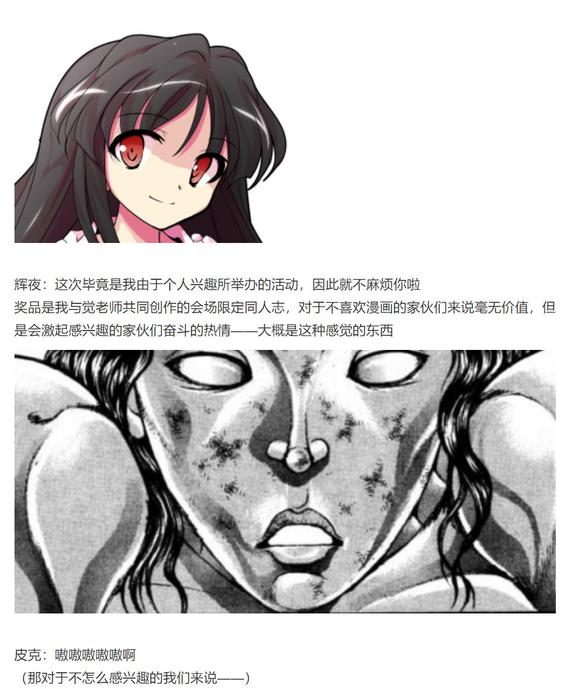 辉夜：这次毕竟是我由于个人兴趣所举办的活动，因此就不麻烦你啦
奖品是我与觉老师共同创作的会场限定同人志，对于不喜欢漫画的家伙们来说毫无价值，但
是会激起感兴趣的家伙们奋斗的热情——大概是这种感觉的东西
皮克：嗷嗷嗷嗷嗷啊
（那对于不怎么感兴趣的我们来说——）